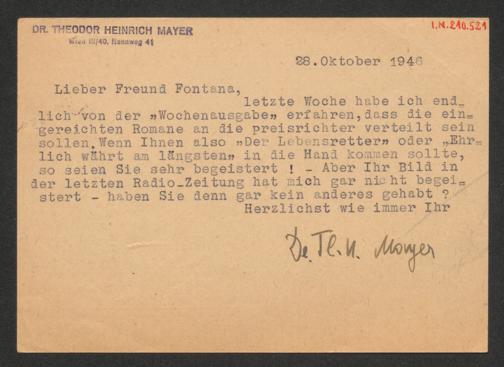 DR. THEODOR HEINRICH MAYER
Wien III/40, Rennweg 41
I.N. 210.521
28.Oktober 1946
Lieber Freund Fontana,
letzte Woche habe ich end=
lich von der „Wochenausgabe" erfahren,dass die ein=
gereichten Romane an die preisrichter verteilt sein
sollen.Wenn Ihnen also "Der Lebensretter" oder „Ehr=
lich währt am längsten" in die Hand kommen sollte,
so seien Sie sehr begeistert ! - Aber Ihr Bild in
der letzten Radio-Zeitung hat mich gar nicht begei=
stert - haben Sie denn gar kein anderes gehabt ?
Herzlichst wie immer Ihr
Dr. Th. H. Mayer